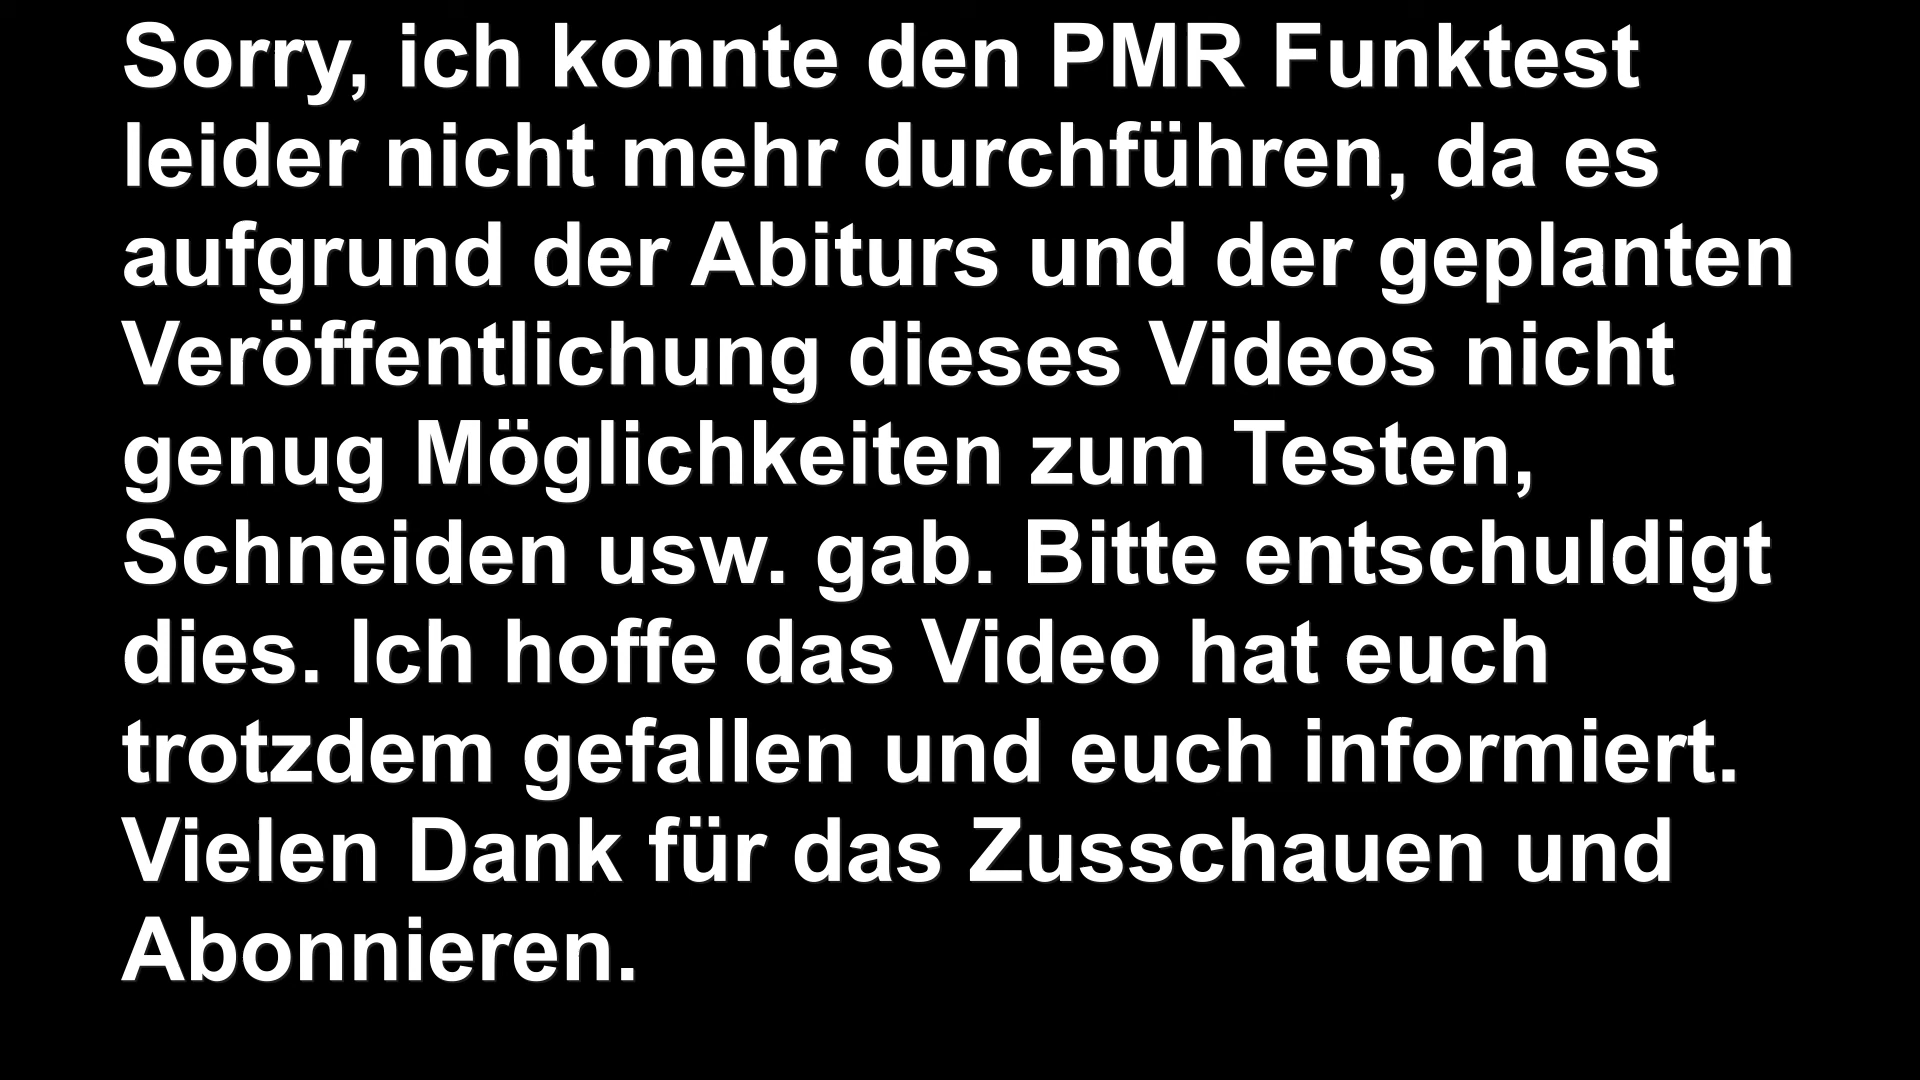 Sorry, ich konnte den PMR Funktest
leider nicht mehr durchführen, da es
aufgrund der Abiturs und der geplanten
Veröffentlichung dieses Videos nicht
genug Möglichkeiten zum Testen,
Schneiden usw. gab. Bitte entschuldigt
dies. Ich hoffe das Video hat euch
trotzdem gefallen und euch informiert.
Vielen Dank für das Zusschauen und
Abonnieren.